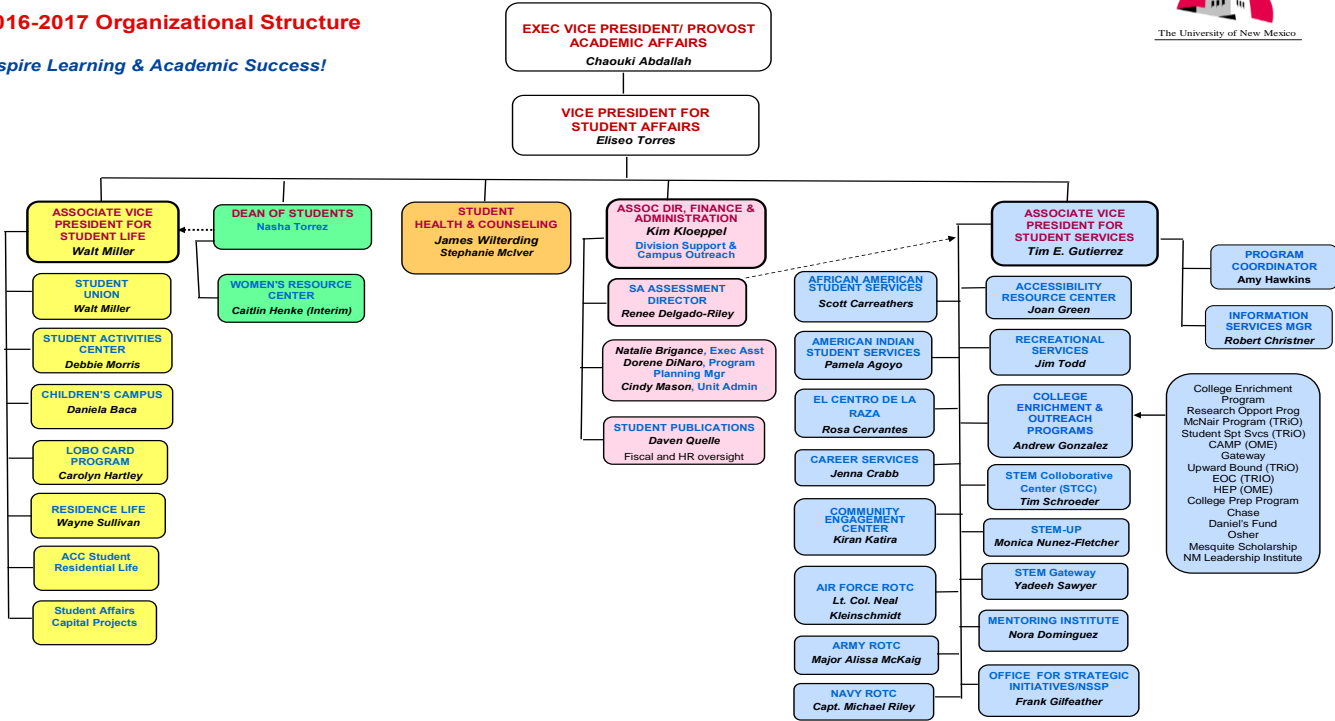 016-2017 Organizational Structure
spire Learning & Academic Success!
The University of New Mexico
EXEC VICE PRESIDENT/ PROVOST
ACADEMIC AFFAIRS
Chaouki Abdallah
VICE PRESIDENT FOR
STUDENT AFFAIRS
Eliseo Torres
ASSOCIATE VICE
PRESIDENT FOR
STUDENT LIFE
Walt Miller
STUDENT
UNION
Walt Miller
STUDENT ACTIVITIES
CENTER
Debbie Morris
CHILDREN'S CAMPUS
Daniela Baca
LOBO CARD
PROGRAM
Carolyn Hartley
RESIDENCE LIFE
Wayne Sullivan
ACC Student
Residential Life
Student Affairs
Capital Projects
DEAN OF STUDENTS
Nasha Torrez
WOMEN'S RESOURCE
CENTER
Caitlin Henke (Interim)
STUDENT
HEALTH & COUNSELING
James Wilterding
Stephanie McIver
ASSOC DIR, FINANCE &
ADMINISTRATION
Kim Kloeppel
Division Support &
Campus Outreach
SA ASSESSMENT
DIRECTOR
Renee Delgado-Riley
Natalie Brigance, Exec Asst
Dorene DiNaro, Program
Planning Mgr
Cindy Mason, Unit Admin
STUDENT PUBLICATIONS
Daven Quelle
Fiscal and HR oversight
ASSOCIATE VICE
PRESIDENT FOR
STUDENT SERVICES
Tim E. Gutierrez
AFRICAN AMERICAN
STUDENT SERVICES
Scott Carreathers
AMERICAN INDIAN
STUDENT SERVICES
Pamela Agoyo
EL CENTRO DE LA
RAZA
Rosa Cervantes
CAREER SERVICES
Jenna Crabb
COMMUNITY
ENGAGEMENT
CENTER
Kiran Katira
AIR FORCE ROTC
Lt. Col. Neal
Kleinschmidt
ARMY ROTC
Major Alissa McKaig
NAVY ROTC
Capt. Michael Riley
ACCESSIBILITY
RESOURCE CENTER
Joan Green
RECREATIONAL
SERVICES
Jim Todd
COLLEGE
ENRICHMENT &
OUTREACH
PROGRAMS
Andrew Gonzalez
STEM Colloborative
Center (STCC)
Tim Schroeder
STEM-UP
Monica Nunez-Fletcher
STEM Gateway
Yadeeh Sawyer
MENTORING INSTITUTE
Nora Dominguez
OFFICE FOR STRATEGIC
INITIATIVES/NSSP
Frank Gilfeather
PROGRAM
COORDINATOR
Amy Hawkins
INFORMATION
SERVICES MGR
Robert Christner
College Enrichment
Program
Research Opport Prog
McNair Program (TRiO)
Student Spt Svcs (TRiO)
CAMP (OME)
Gateway
Upward Bound (TRiO)
EOC (TRIO)
HEP (OME)
College Prep Program
Chase
Daniel's Fund
Osher
Mesquite Scholarship
NM Leadership Institute